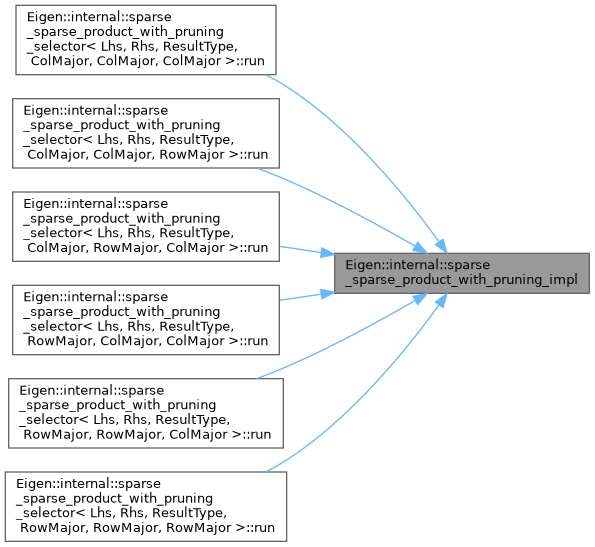 Eigen::internal::sparse
_sparse_product_with_pruning
_selector< Lhs, Rhs, ResultType,
ColMajor, ColMajor, ColMajor >::run
Eigen::internal::sparse
_sparse_product_with_pruning
_selector< Lhs, Rhs, ResultType,
ColMajor, ColMajor, RowMajor >::run
Eigen::internal::sparse
_sparse_product_with_pruning
_selector< Lhs, Rhs, ResultType,
ColMajor, RowMajor, ColMajor >::run
Eigen::internal::sparse
_sparse_product_with_pruning_impl
Eigen::internal::sparse
_sparse_product_with_pruning
_selector< Lhs, Rhs, ResultType,
RowMajor, ColMajor, ColMajor >::run
Eigen::internal::sparse
_sparse_product_with_pruning
_selector< Lhs, Rhs, ResultType,
RowMajor, RowMajor, ColMajor >::run
Eigen::internal::sparse
_sparse_product_with_pruning
_selector< Lhs, Rhs, ResultType,
RowMajor, RowMajor, RowMajor >::run